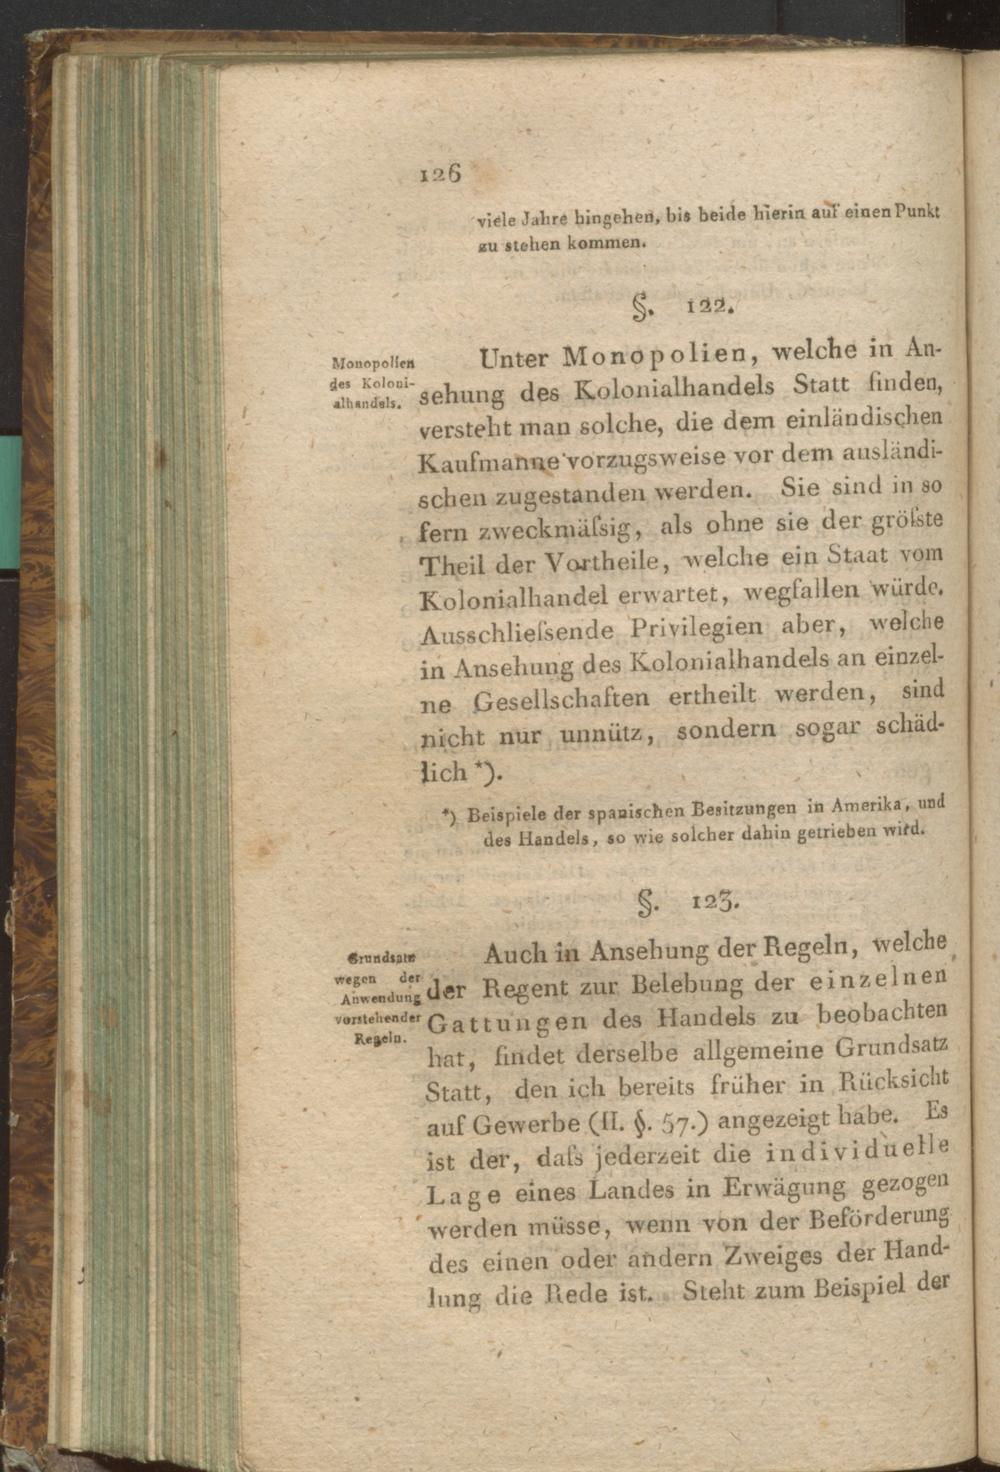 126
viele Jahre hingehen, bis beide hierin auf einen Punkt
zu stehen kommen.
§. 122.
Monopolien
des Koloni-
alhandels.
Unter Monopolien, welche in An-
sehung des Kolonialhandels Statt finden,
versteht man solche, die dem einländischen
Kaufmanne vorzugsweise vor dem ausländi-
schen zugestanden werden. Sie sind in so
fern zweckmäſsig, als ohne sie der gröſste
Theil der Vortheile, welche ein Staat vom
Kolonialhandel erwartet, wegfallen würde.
Ausschlieſsende Privilegien aber, welche
in Ansehung des Kolonialhandels an einzel-
ne Gesellschaften ertheilt werden, sind
nicht nur unnütz, sondern sogar schäd-
lich *).
*) Beispiele der spanischen Besitzungen in Amerika, und
des Handels, so wie solcher dahin getrieben wird.
§. 123.
Grundsatz
wegen der
Anwendung
vorstehender
Regeln.
Auch in Ansehung der Regeln, welche
der Regent zur Belebung der einzelnen
Gattungen des Handels zu beobachten
hat, findet derselbe allgemeine Grundsatz
Statt, den ich bereits früher in Rücksicht
auf Gewerbe (II. §. 57.) angezeigt habe. Es
ist der, daſs jederzeit die individuelle
Lage eines Landes in Erwägung gezogen
werden müsse, wenn von der Beförderung
des einen oder andern Zweiges der Hand-
lung die Rede ist. Steht zum Beispiel der